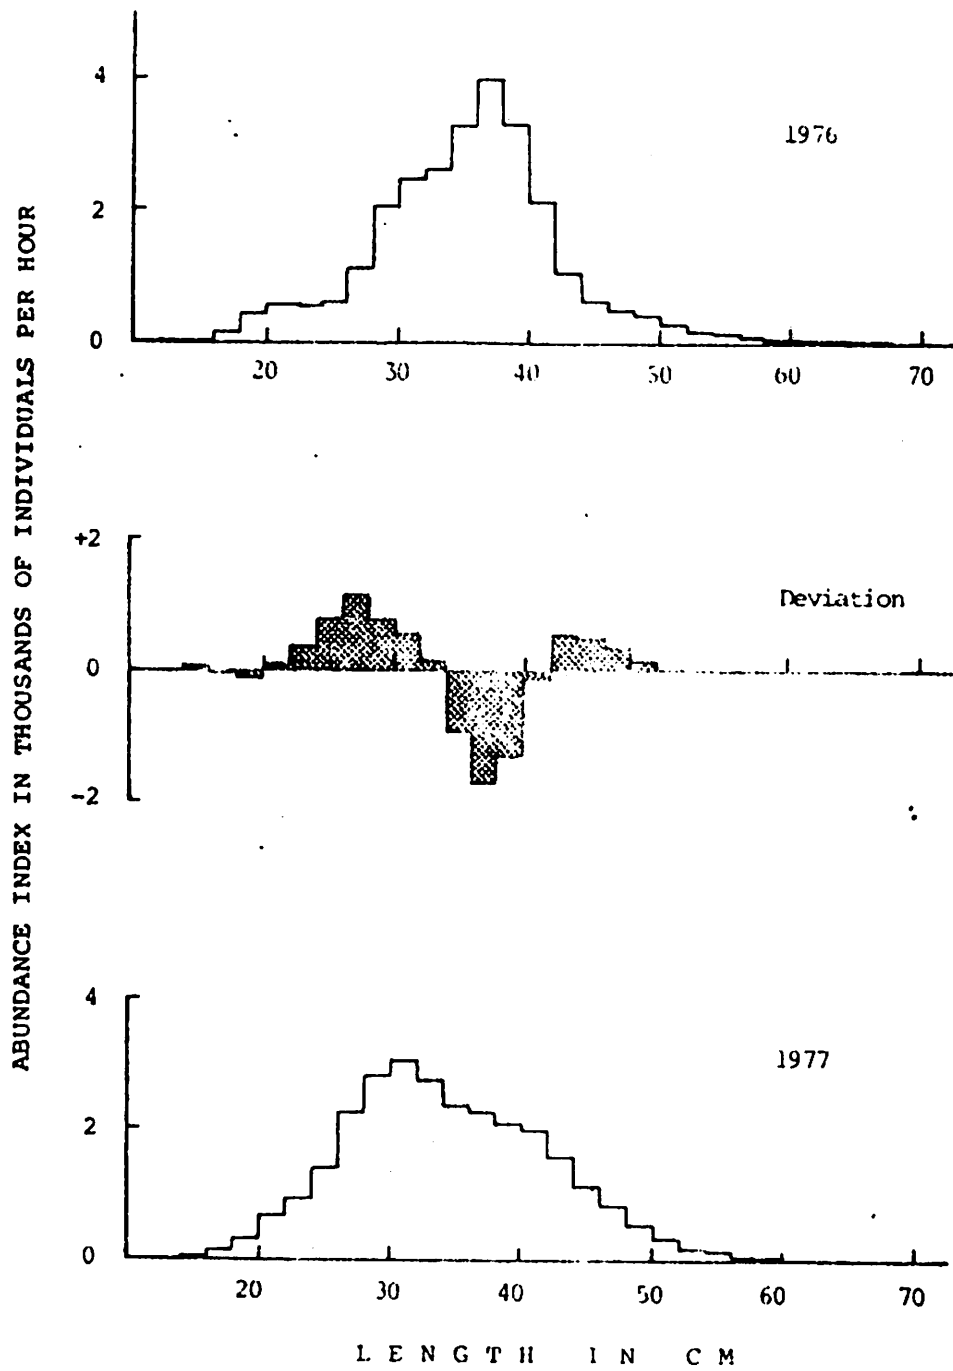 ABUNDANCE INDEX IN THOUSANDS OF INDIVIDUALS PER HOUR
4
2
0
1976
20 30 40 50 60 70
+2
0
-2
Deviation
4
2
0
1977
20 30 40 50 60 70
LENGTH IN CM